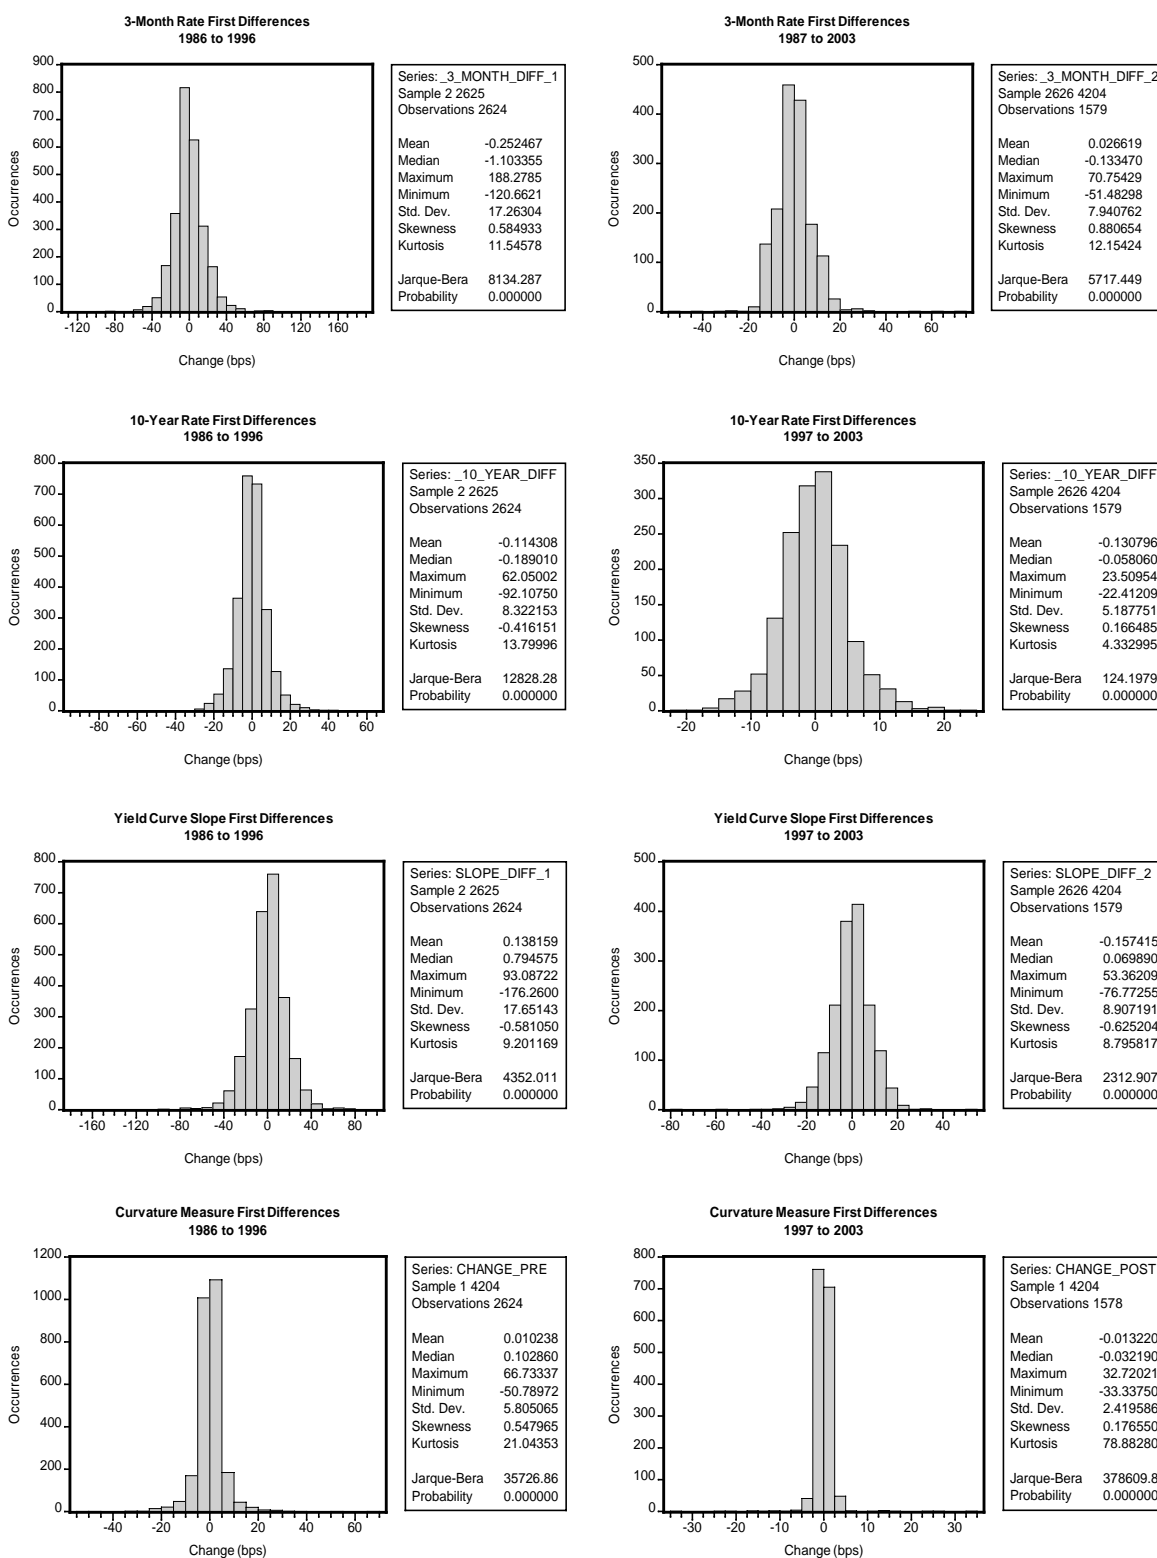 3-Month Rate First Differences
1986 to 1996
900
800
700
600
500
400
300
200
100
0
Occurrences
-120 -80 -40 0 40 80 120 160
Change (bps)
Series: _3_MONTH_DIFF_1
Sample 2 2625
Observations 2624
Mean -0.252467
Median -1.103355
Maximum 188.2785
Minimum -120.6621
Std. Dev. 17.26304
Skewness 0.584933
Kurtosis 11.54578
Jarque-Bera 8134.287
Probability 0.000000
3-Month Rate First Differences
1987 to 2003
500
400
300
200
100
0
Occurrences
-40 -20 0 20 40 60
Change (bps)
Series: _3_MONTH_DIFF_2
Sample 2626 4204
Observations 1579
Mean 0.026619
Median -0.133470
Maximum 70.75429
Minimum -51.48298
Std. Dev. 7.940762
Skewness 0.880654
Kurtosis 12.15424
Jarque-Bera 5717.449
Probability 0.000000
10-Year Rate First Differences
1986 to 1996
800
700
600
500
400
300
200
100
0
Occurrences
-80 -60 -40 -20 0 20 40 60
Change (bps)
Series: _10_YEAR_DIFF
Sample 2 2625
Observations 2624
Mean -0.114308
Median -0.189010
Maximum 62.05002
Minimum -92.10750
Std. Dev. 8.322153
Skewness -0.416151
Kurtosis 13.79996
Jarque-Bera 12828.28
Probability 0.000000
10-Year Rate First Differences
1997 to 2003
350
300
250
200
150
100
50
0
Occurrences
-20 -10 0 10 20
Change (bps)
Series: _10_YEAR_DIFF
Sample 2626 4204
Observations 1579
Mean -0.130796
Median -0.058060
Maximum 23.50954
Minimum -22.41209
Std. Dev. 5.187751
Skewness 0.166485
Kurtosis 4.332995
Jarque-Bera 124.1979
Probability 0.000000
Yield Curve Slope First Differences
1986 to 1996
800
700
600
500
400
300
200
100
0
Occurrences
-160 -120 -80 -40 0 40 80
Change (bps)
Series: SLOPE_DIFF_1
Sample 2 2625
Observations 2624
Mean 0.138159
Median 0.794575
Maximum 93.08722
Minimum -176.2600
Std. Dev. 17.65143
Skewness -0.581050
Kurtosis 9.201169
Jarque-Bera 4352.011
Probability 0.000000
Yield Curve Slope First Differences
1997 to 2003
500
400
300
200
100
0
Occurrences
-80 -60 -40 -20 0 20 40
Change (bps)
Series: SLOPE_DIFF_2
Sample 2626 4204
Observations 1579
Mean -0.157415
Median 0.069890
Maximum 53.36209
Minimum -76.77255
Std. Dev. 8.907191
Skewness -0.625204
Kurtosis 8.795817
Jarque-Bera 2312.907
Probability 0.000000
Curvature Measure First Differences
1986 to 1996
1200
1000
800
600
400
200
0
Occurrences
-40 -20 0 20 40 60
Change (bps)
Series: CHANGE_PRE
Sample 1 4204
Observations 2624
Mean 0.010238
Median 0.102860
Maximum 66.73337
Minimum -50.78972
Std. Dev. 5.805065
Skewness 0.547965
Kurtosis 21.04353
Jarque-Bera 35726.86
Probability 0.000000
Curvature Measure First Differences
1997 to 2003
800
700
600
500
400
300
200
100
0
Occurrences
-30 -20 -10 0 10 20 30
Change (bps)
Series: CHANGE_POST
Sample 1 4204
Observations 1578
Mean -0.013220
Median -0.032190
Maximum 32.72021
Minimum -33.33750
Std. Dev. 2.419586
Skewness 0.176550
Kurtosis 78.88280
Jarque-Bera 378609.8
Probability 0.000000